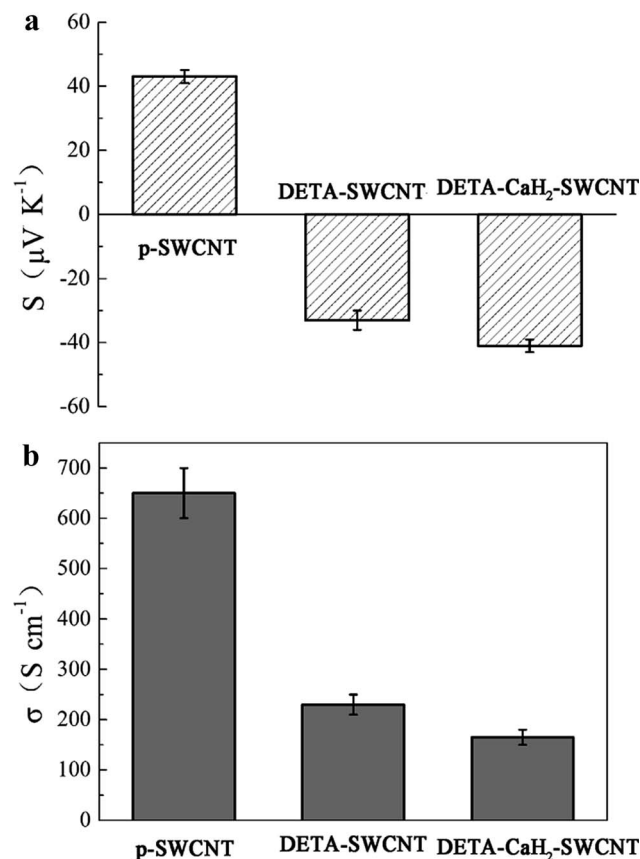 a
60
40
20
0
-20
-40
-60
S (μV K⁻¹)
p-SWCNT
DETA-SWCNT
DETA-CaH₂-SWCNT
b
700
600
500
400
300
200
100
0
σ (S cm⁻¹)
p-SWCNT
DETA-SWCNT
DETA-CaH₂-SWCNT